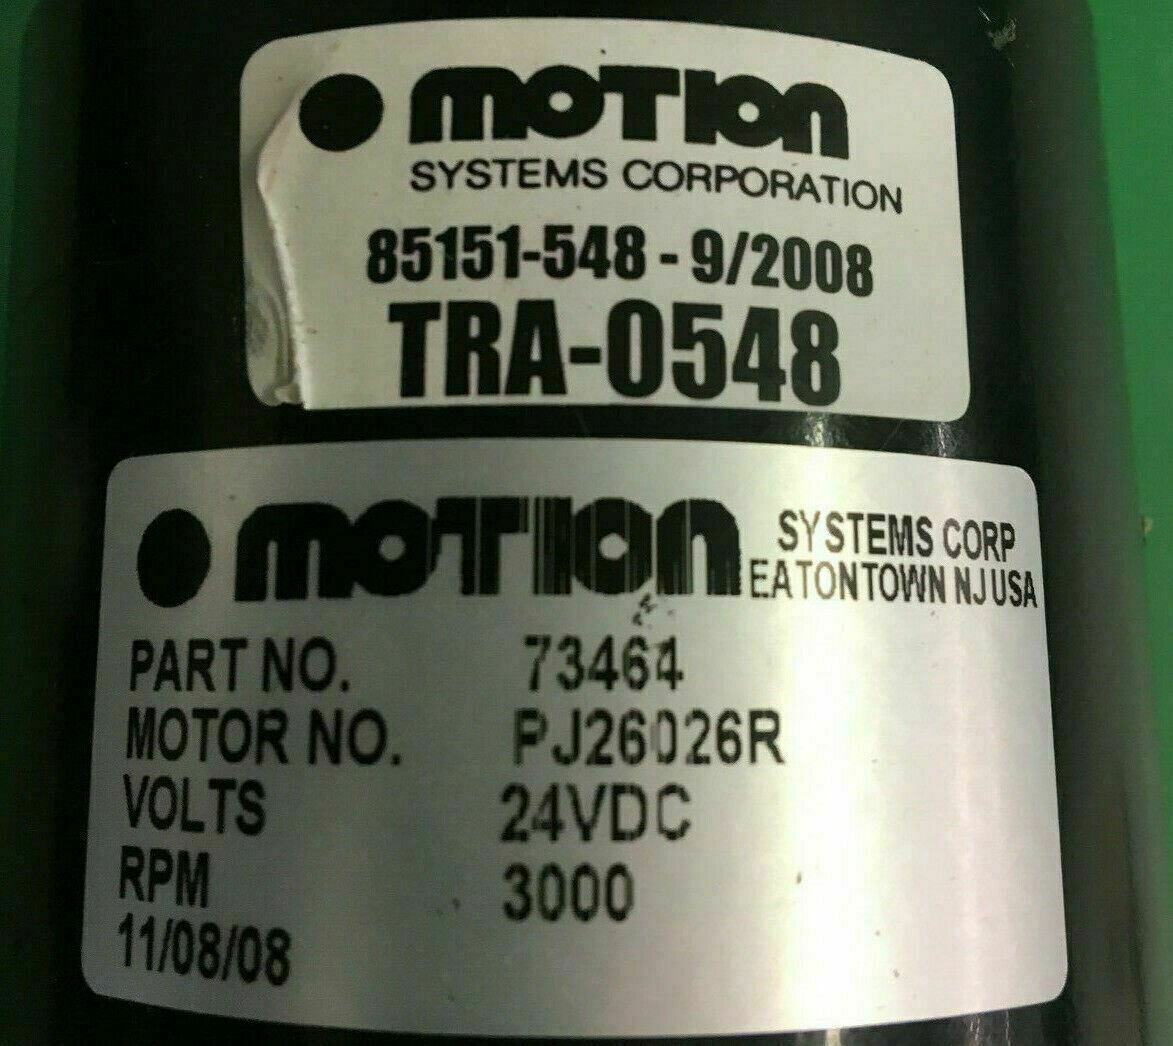 MOTION
SYSTEMS CORPORATION
85151-548 - 9/2008
TRA-0548
MOTION SYSTEMS CORP
EATONTOWN NJ USA
PART NO. 73464
MOTOR NO. PJ26026R
VOLTS 24VDC
RPM 3000
11/08/08